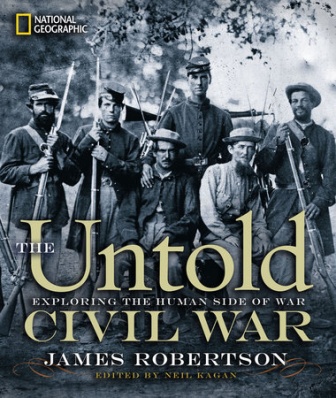 NATIONAL
GEOGRAPHIC
THE
Untold
EXPLORING THE HUMAN SIDE OF WAR
CIVIL WAR
JAMES ROBERTSON
EDITED BY NEIL KAGAN